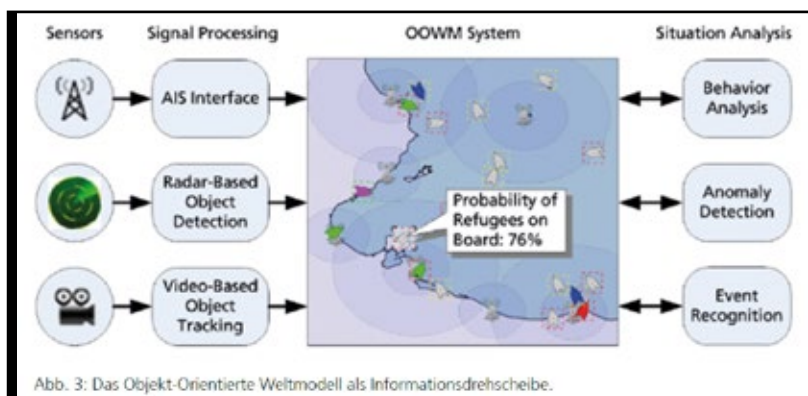 Sensors
Signal Processing
OOWM System
Situation Analysis
AIS Interface
Radar-Based
Object
Detection
Video-Based
Object
Tracking
Probability of
Refugees on
Board: 76%
Behavior
Analysis
Anomaly
Detection
Event
Recognition
Abb. 3: Das Objekt-Orientierte Weltmodell als Informationsdrehscheibe.